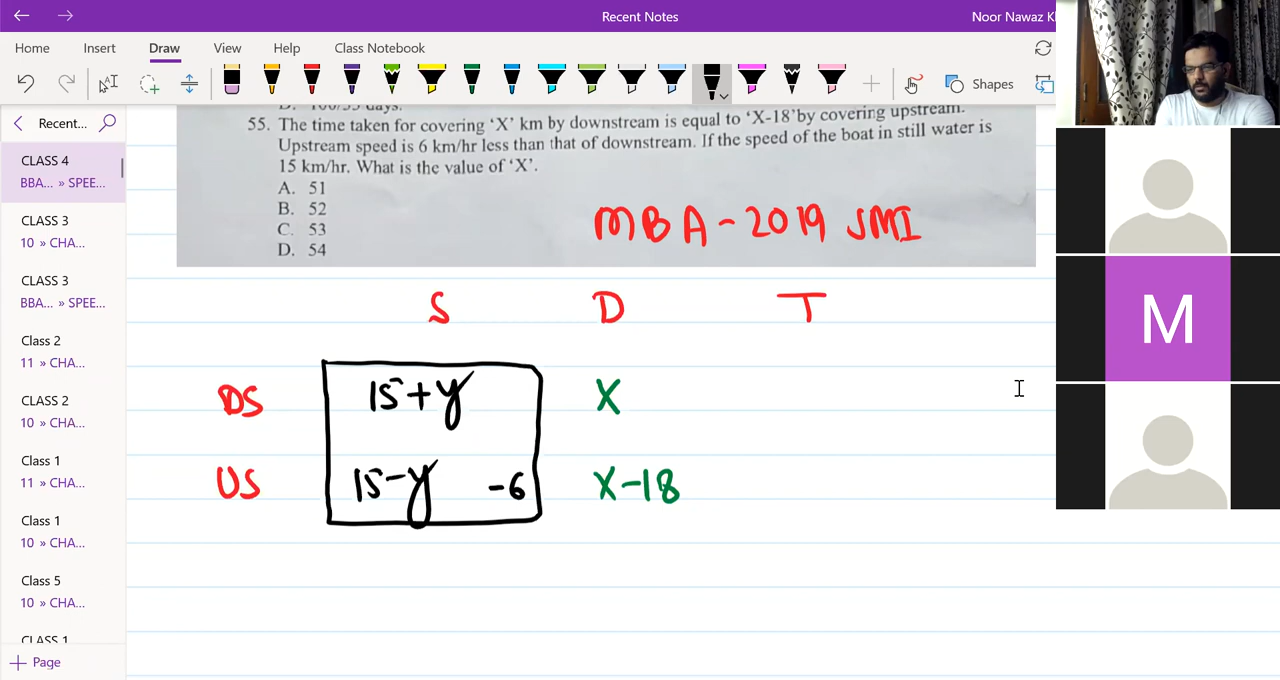 Recent Notes
Noor Nawaz
Home Insert Draw View Help Class Notebook
Shapes
Recent...
CLASS 4
BBA... » SPEE...
CLASS 3
10 » CHA...
CLASS 3
BBA... » SPEE...
Class 2
11 » CHA...
CLASS 2
10 » CHA...
Class 1
11 » CHA...
Class 1
10 » CHA...
Class 5
10 » CHA...
CLASS 1
Page
days.
55. The time taken for covering 'X' km by downstream is equal to 'X-18'by covering upstream.
Upstream speed is 6 km/hr less than that of downstream. If the speed of the boat in still water is
15 km/hr. What is the value of 'X'.
A. 51
B. 52
C. 53
D. 54
MBA-2019 JMI
S D T
DS 15+y X
US 15-y -6 X-18
M